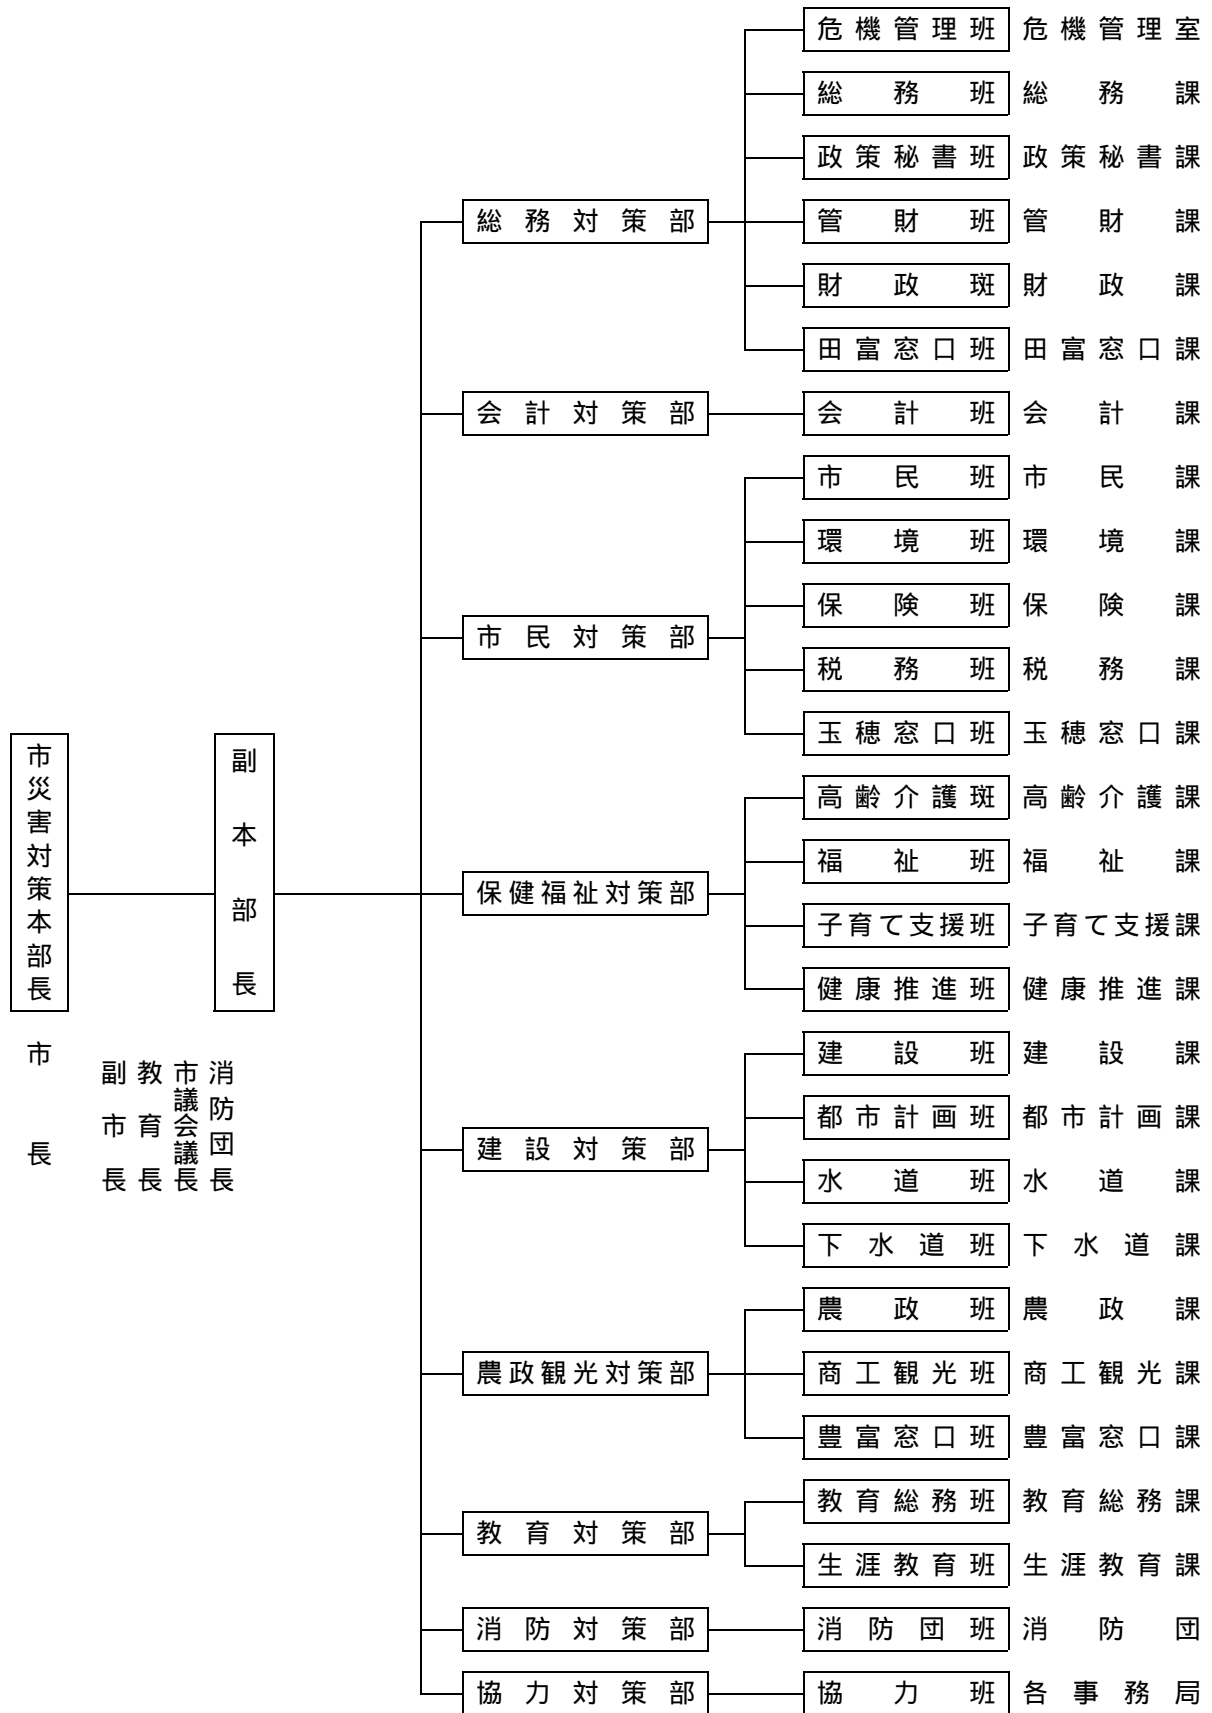 市災害対策本部長
市長
副本部長
副市長
教育長
市議会議長
消防団長
総務対策部
危機管理班 危機管理室
総務班 総務課
政策秘書班 政策秘書課
管財班 管財課
財政斑 財政課
田富窓口班 田富窓口課
会計対策部
会計班 会計課
市民対策部
市民班 市民課
環境班 環境課
保険班 保険課
税務班 税務課
玉穂窓口班 玉穂窓口課
保健福祉対策部
高齢介護斑 高齢介護課
福祉班 福祉課
子育て支援班 子育て支援課
健康推進班 健康推進課
建設対策部
建設班 建設課
都市計画班 都市計画課
水道班 水道課
下水道班 下水道課
農政観光対策部
農政班 農政課
商工観光班 商工観光課
豊富窓口班 豊富窓口課
教育対策部
教育総務班 教育総務課
生涯教育班 生涯教育課
消防対策部
消防団班 消防団
協力対策部
協力班 各事務局